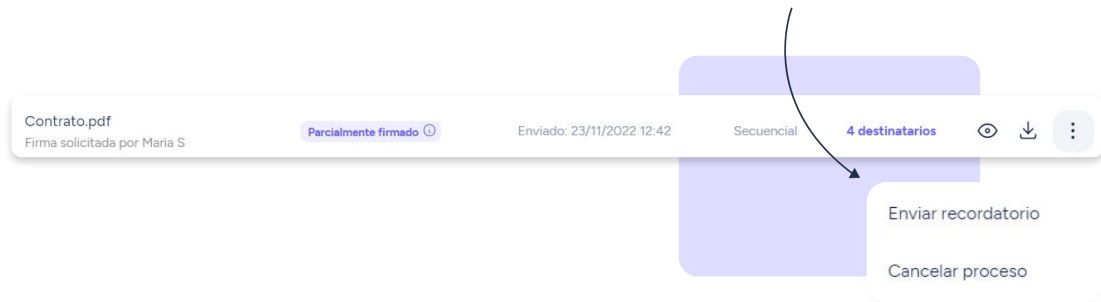 Contrato.pdf
Firma solicitada por Maria S
Parcialmente firmado
Enviado: 23/11/2022 12:42
Secuencial
4 destinatarios
Enviar recordatorio
Cancelar proceso